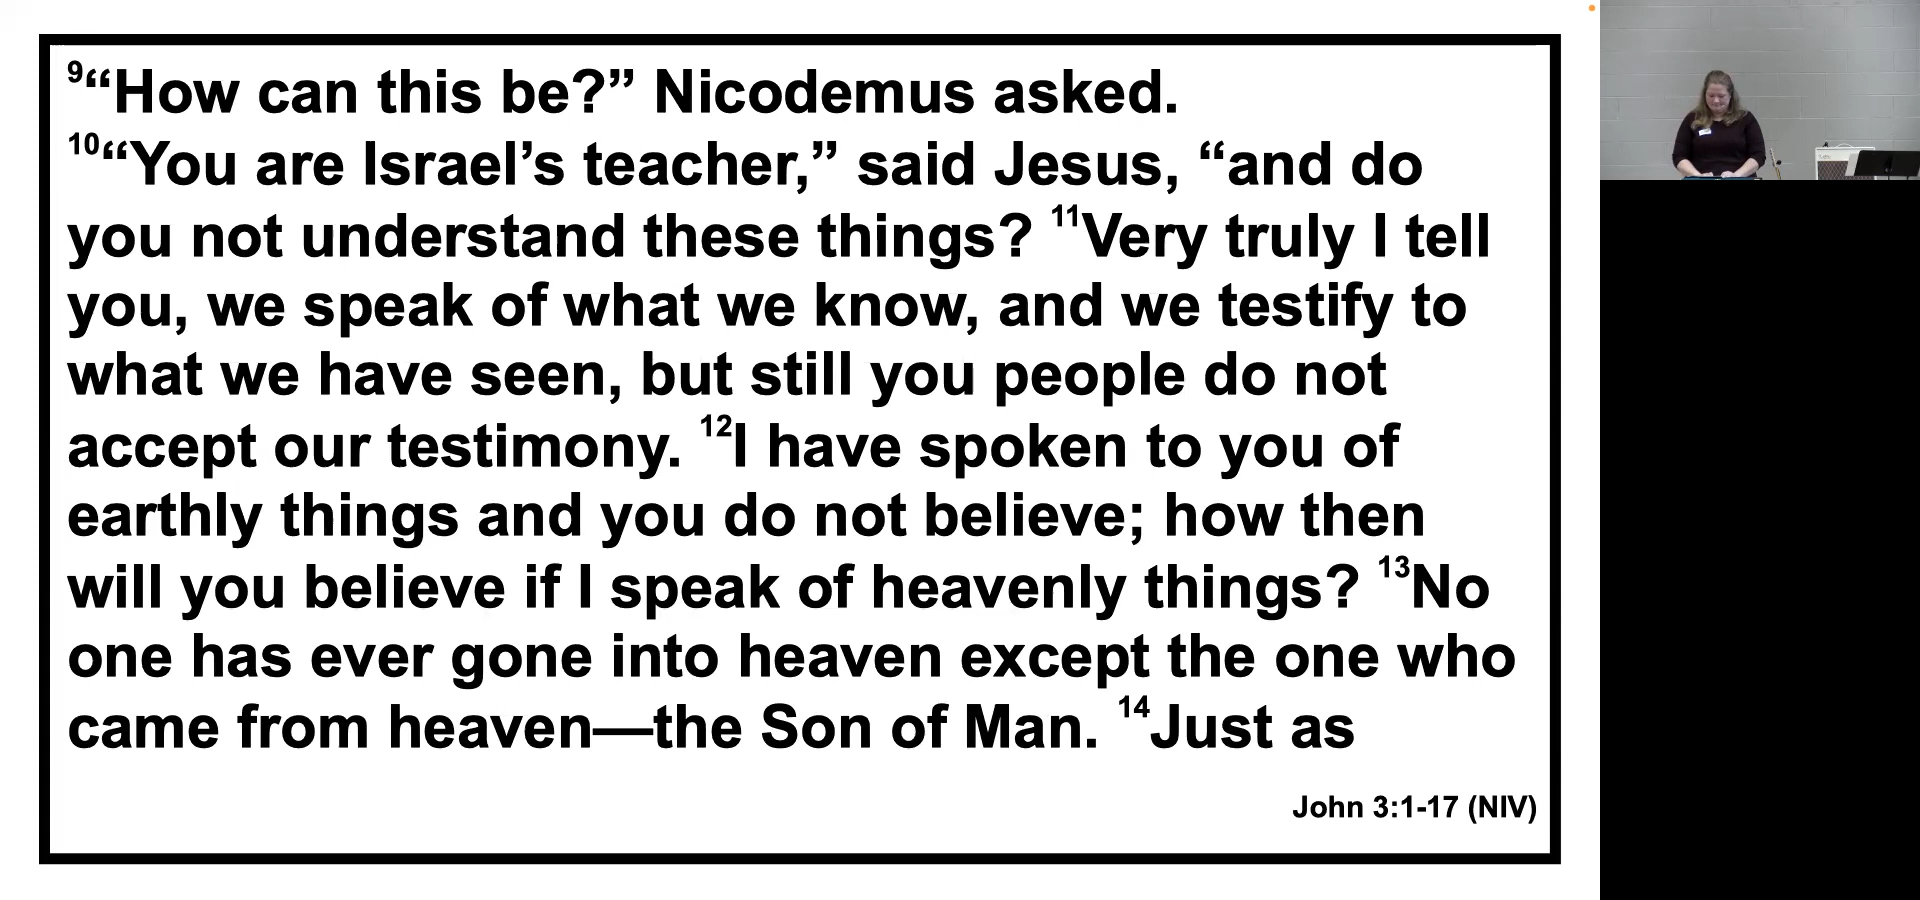 ⁹“How can this be?” Nicodemus asked.
¹⁰“You are Israel’s teacher,” said Jesus, “and do
you not understand these things? ¹¹Very truly I tell
you, we speak of what we know, and we testify to
what we have seen, but still you people do not
accept our testimony. ¹²I have spoken to you of
earthly things and you do not believe; how then
will you believe if I speak of heavenly things? ¹³No
one has ever gone into heaven except the one who
came from heaven—the Son of Man. ¹⁴Just as
John 3:1-17 (NIV)